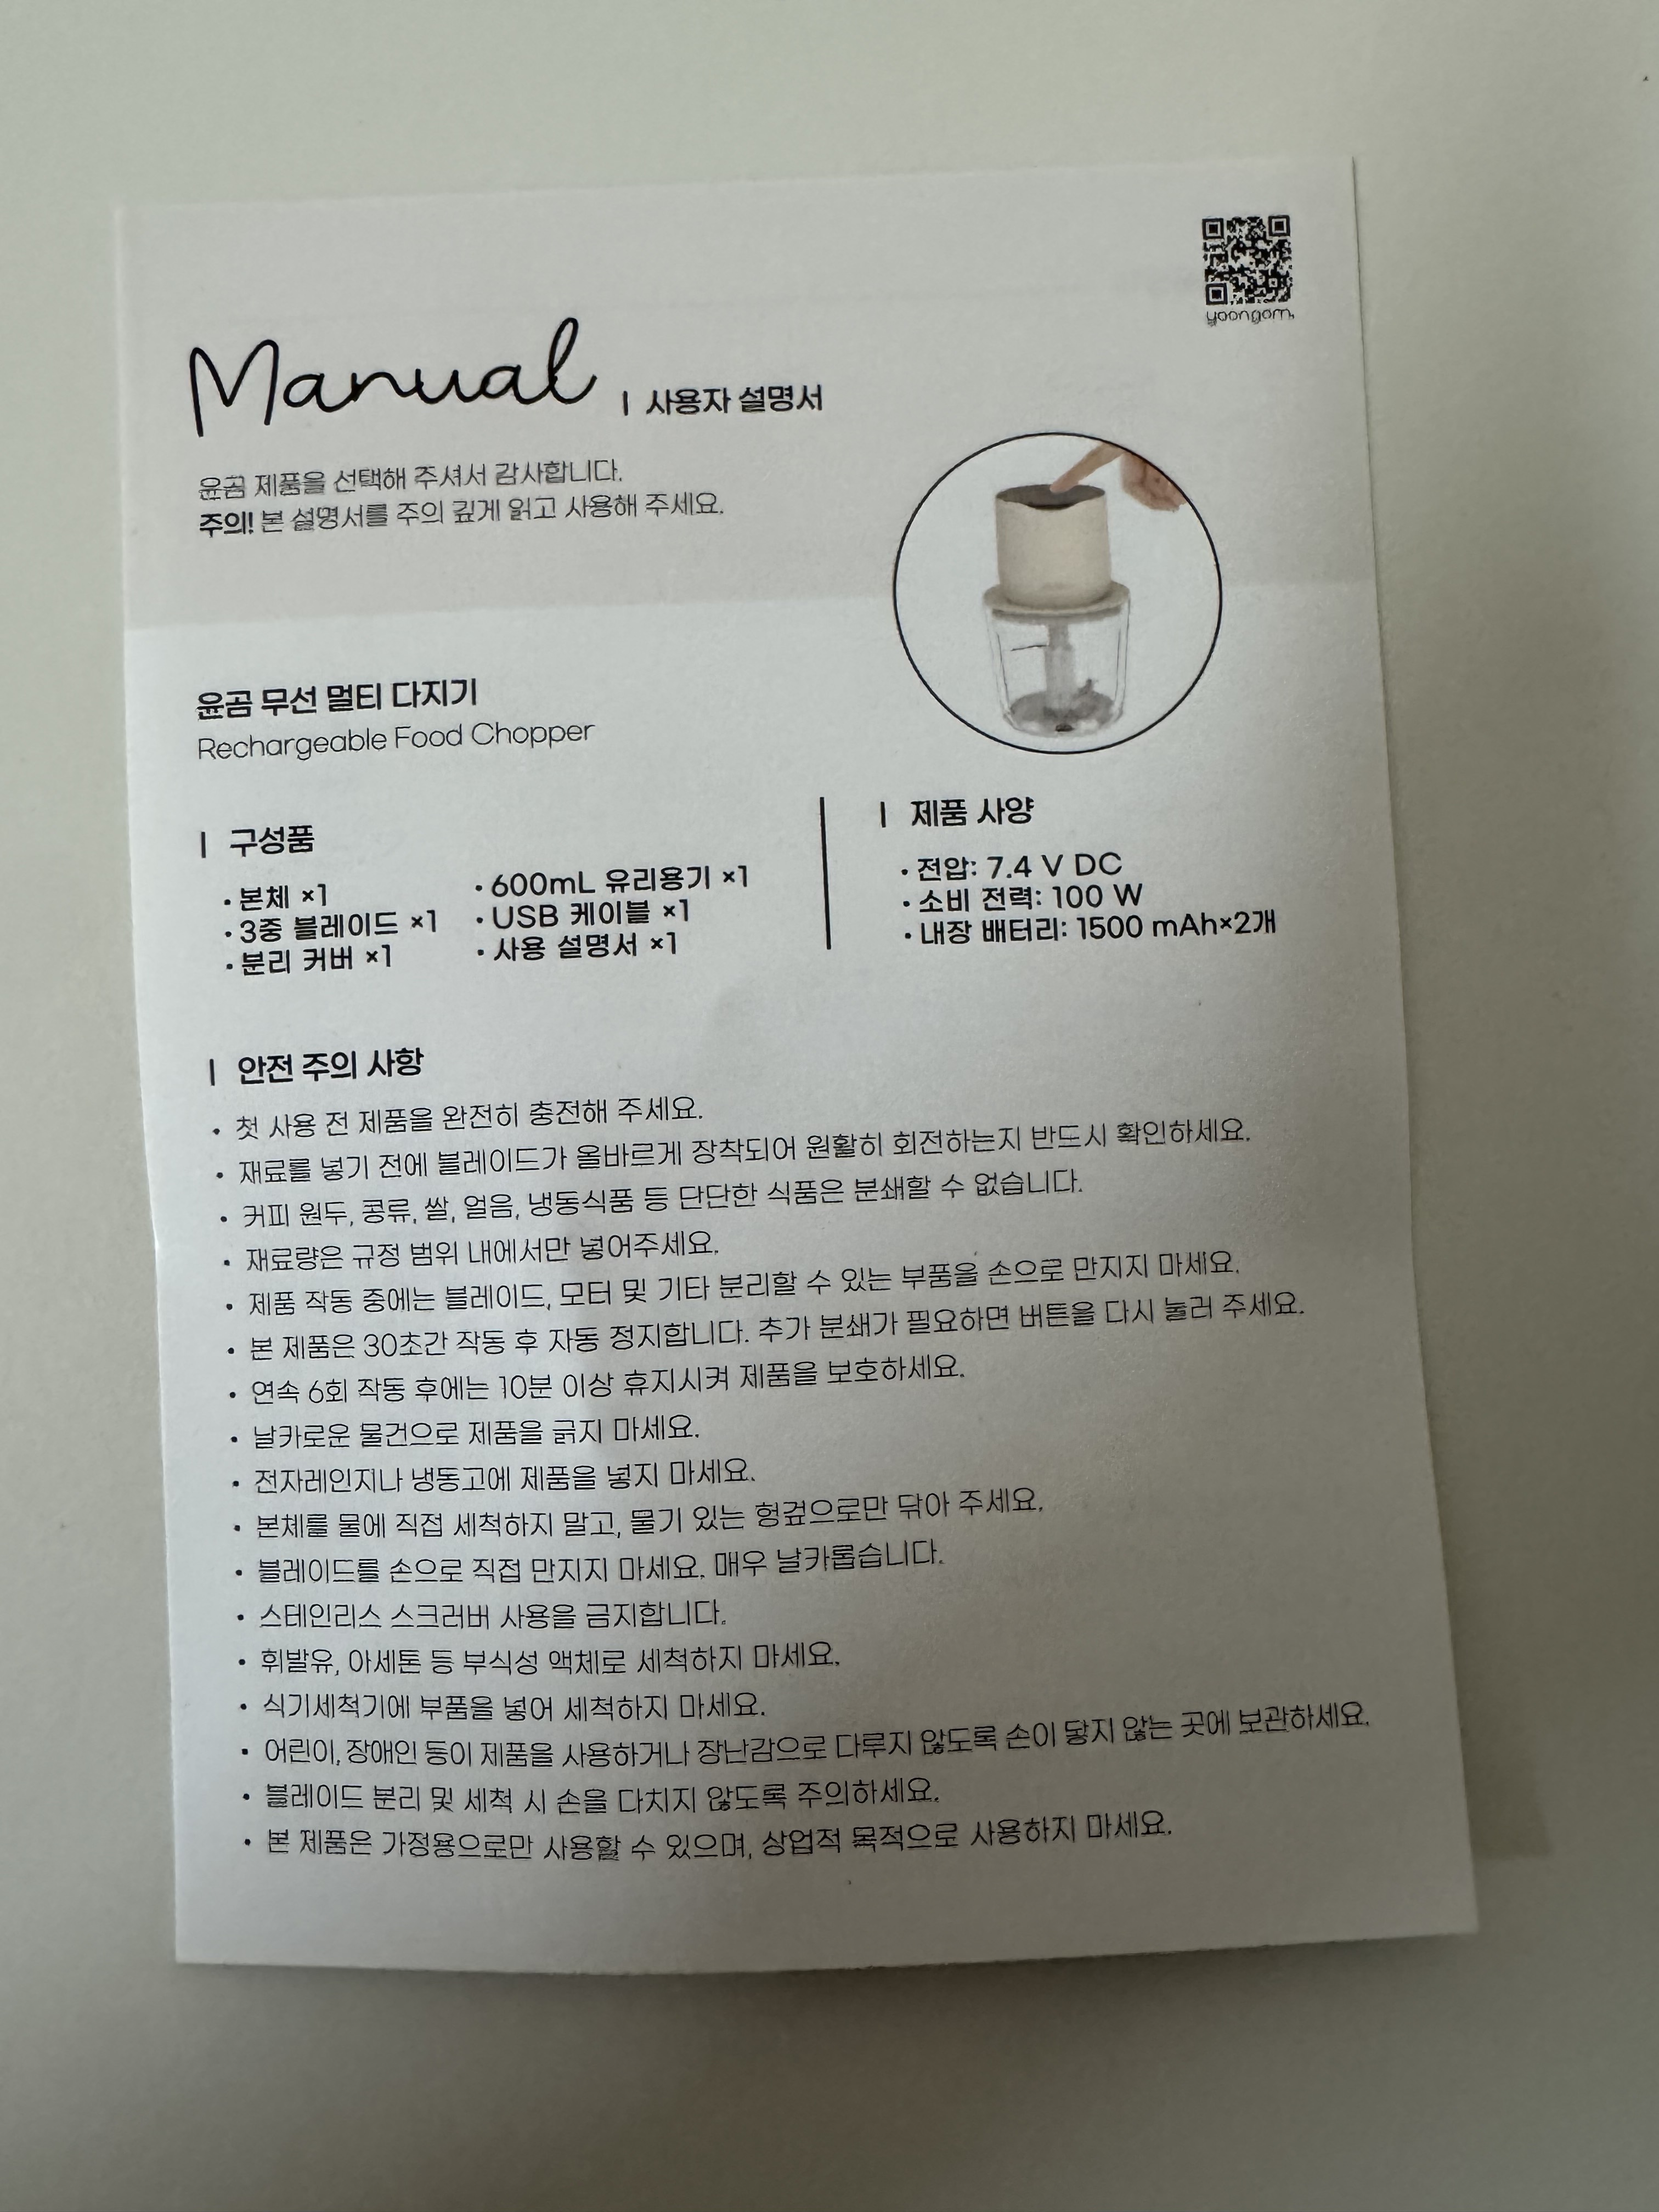 yoongom
Manual | 사용자 설명서
윤곰 제품을 선택해 주셔서 감사합니다.
주의! 본 설명서를 주의 깊게 읽고 사용해 주세요.
윤곰 무선 멀티 다지기
Rechargeable Food Chopper
| 구성품
• 본체 ×1
• 3중 블레이드 ×1
• 분리 커버 ×1
• 600mL 유리용기 ×1
• USB 케이블 ×1
• 사용 설명서 ×1
| 제품 사양
• 전압: 7.4 V DC
• 소비 전력: 100 W
• 내장 배터리: 1500 mAh×2개
| 안전 주의 사항
• 첫 사용 전 제품을 완전히 충전해 주세요.
• 재료를 넣기 전에 블레이드가 올바르게 장착되어 원활히 회전하는지 반드시 확인하세요.
• 커피 원두, 콩류, 쌀, 얼음, 냉동식품 등 단단한 식품은 분쇄할 수 없습니다.
• 재료량은 규정 범위 내에서만 넣어주세요.
• 제품 작동 중에는 블레이드, 모터 및 기타 분리할 수 있는 부품을 손으로 만지지 마세요.
• 본 제품은 30초간 작동 후 자동 정지합니다. 추가 분쇄가 필요하면 버튼을 다시 눌러 주세요.
• 연속 6회 작동 후에는 10분 이상 휴지시켜 제품을 보호하세요.
• 날카로운 물건으로 제품을 긁지 마세요.
• 전자레인지나 냉동고에 제품을 넣지 마세요.
• 본체를 물에 직접 세척하지 말고, 물기 있는 헝겊으로만 닦아 주세요.
• 블레이드를 손으로 직접 만지지 마세요. 매우 날카롭습니다.
• 스테인리스 스크러버 사용을 금지합니다.
• 휘발유, 아세톤 등 부식성 액체로 세척하지 마세요.
• 식기세척기에 부품을 넣어 세척하지 마세요.
• 어린이, 장애인 등이 제품을 사용하거나 장난감으로 다루지 않도록 손이 닿지 않는 곳에 보관하세요.
• 블레이드 분리 및 세척 시 손을 다치지 않도록 주의하세요.
• 본 제품은 가정용으로만 사용할 수 있으며, 상업적 목적으로 사용하지 마세요.